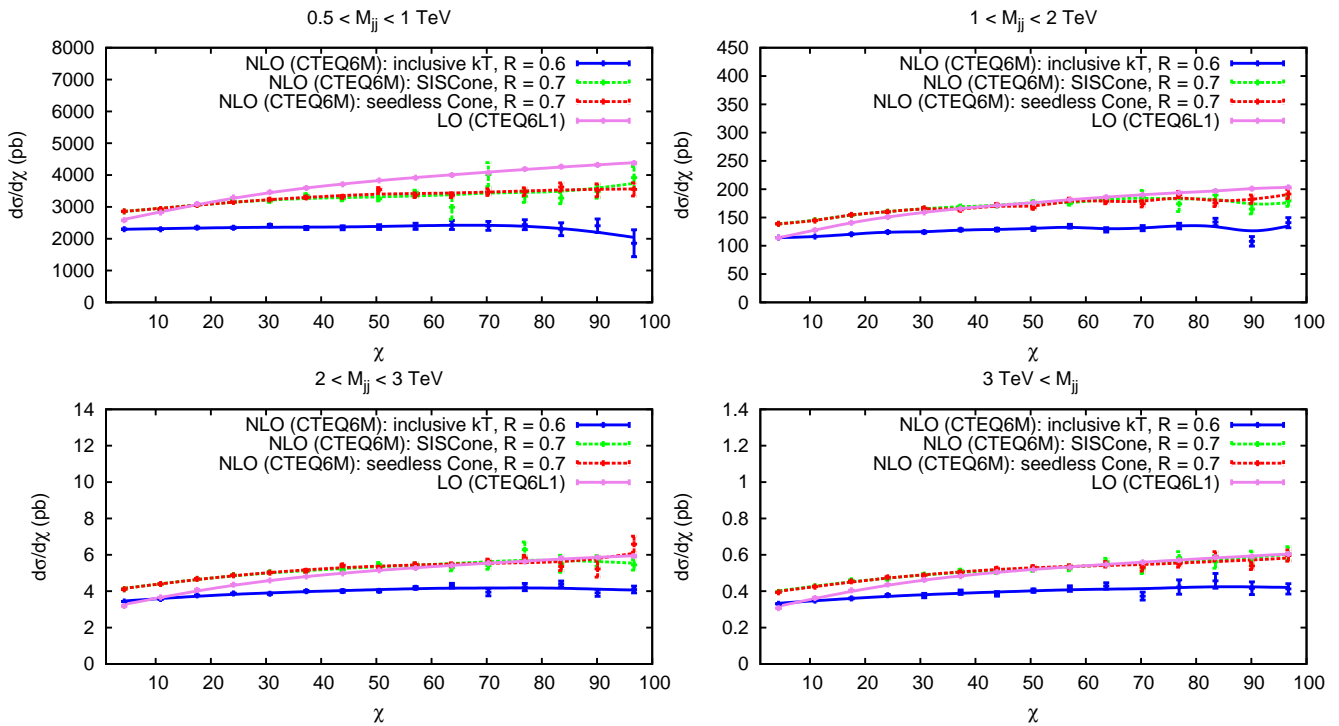 0.5 < Mjj < 1 TeV
dσ/dχ (pb)
8000
7000
6000
5000
4000
3000
2000
1000
0
NLO (CTEQ6M): inclusive kT, R = 0.6
NLO (CTEQ6M): SISCone, R = 0.7
NLO (CTEQ6M): seedless Cone, R = 0.7
LO (CTEQ6L1)
10 20 30 40 50 60 70 80 90 100
χ
1 < Mjj < 2 TeV
dσ/dχ (pb)
450
400
350
300
250
200
150
100
50
0
NLO (CTEQ6M): inclusive kT, R = 0.6
NLO (CTEQ6M): SISCone, R = 0.7
NLO (CTEQ6M): seedless Cone, R = 0.7
LO (CTEQ6L1)
10 20 30 40 50 60 70 80 90 100
χ
2 < Mjj < 3 TeV
dσ/dχ (pb)
14
12
10
8
6
4
2
0
NLO (CTEQ6M): inclusive kT, R = 0.6
NLO (CTEQ6M): SISCone, R = 0.7
NLO (CTEQ6M): seedless Cone, R = 0.7
LO (CTEQ6L1)
10 20 30 40 50 60 70 80 90 100
χ
3 TeV < Mjj
dσ/dχ (pb)
1.4
1.2
1
0.8
0.6
0.4
0.2
0
NLO (CTEQ6M): inclusive kT, R = 0.6
NLO (CTEQ6M): SISCone, R = 0.7
NLO (CTEQ6M): seedless Cone, R = 0.7
LO (CTEQ6L1)
10 20 30 40 50 60 70 80 90 100
χ